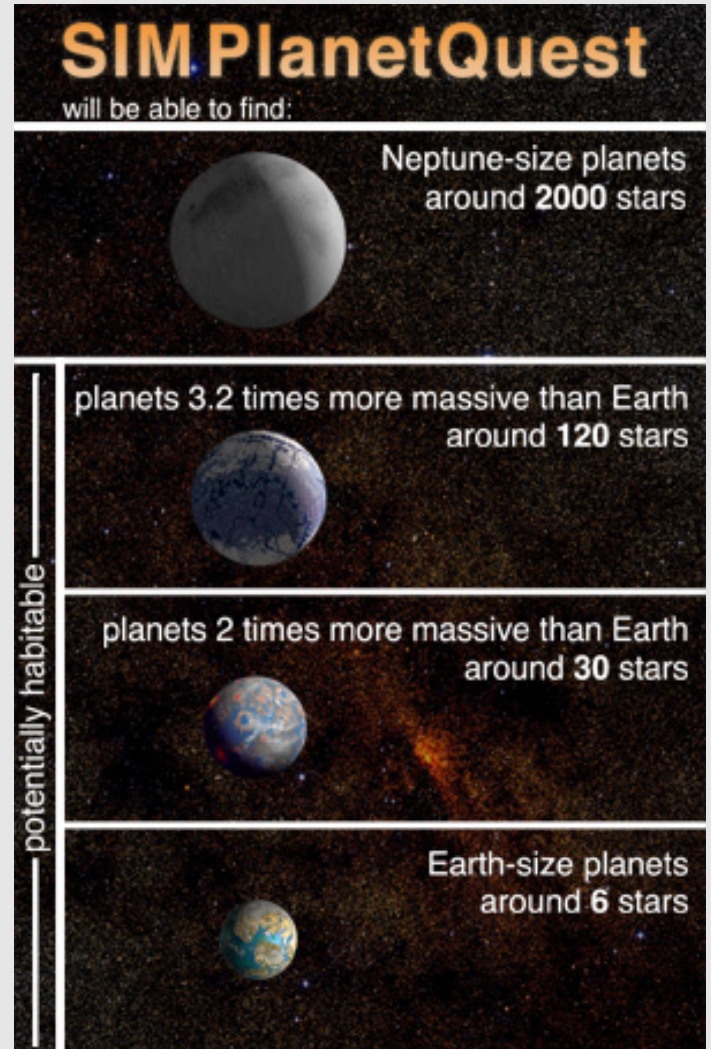 SIM PlanetQuest
will be able to find:
Neptune-size planets
around 2000 stars
potentially habitable
planets 3.2 times more massive than Earth
around 120 stars
planets 2 times more massive than Earth
around 30 stars
Earth-size planets
around 6 stars